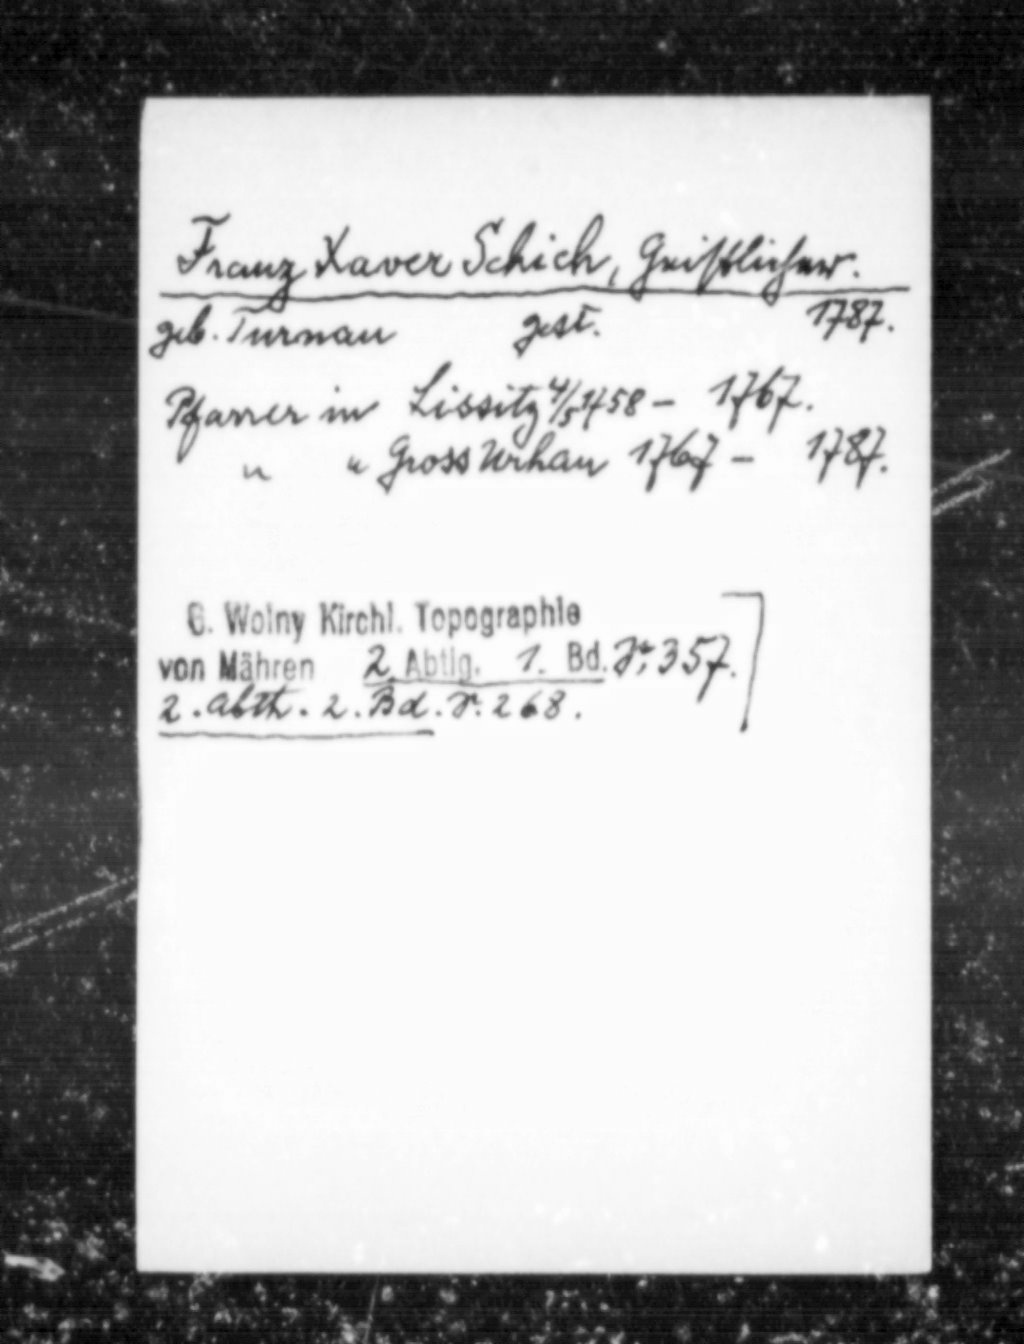 Franz Xaver Schich, Geistlicher.
geb. Turnau gest. 1787.
Pfarrer in Lissitz 4/5 1758 - 1767.
" " Gross Urhau 1767 - 1787.
G. Wolny Kirchl. Topographie
von Mähren 2. Abtlg. 1. Bd. S. 357.
2. Abth. 2. Bd. S. 268.